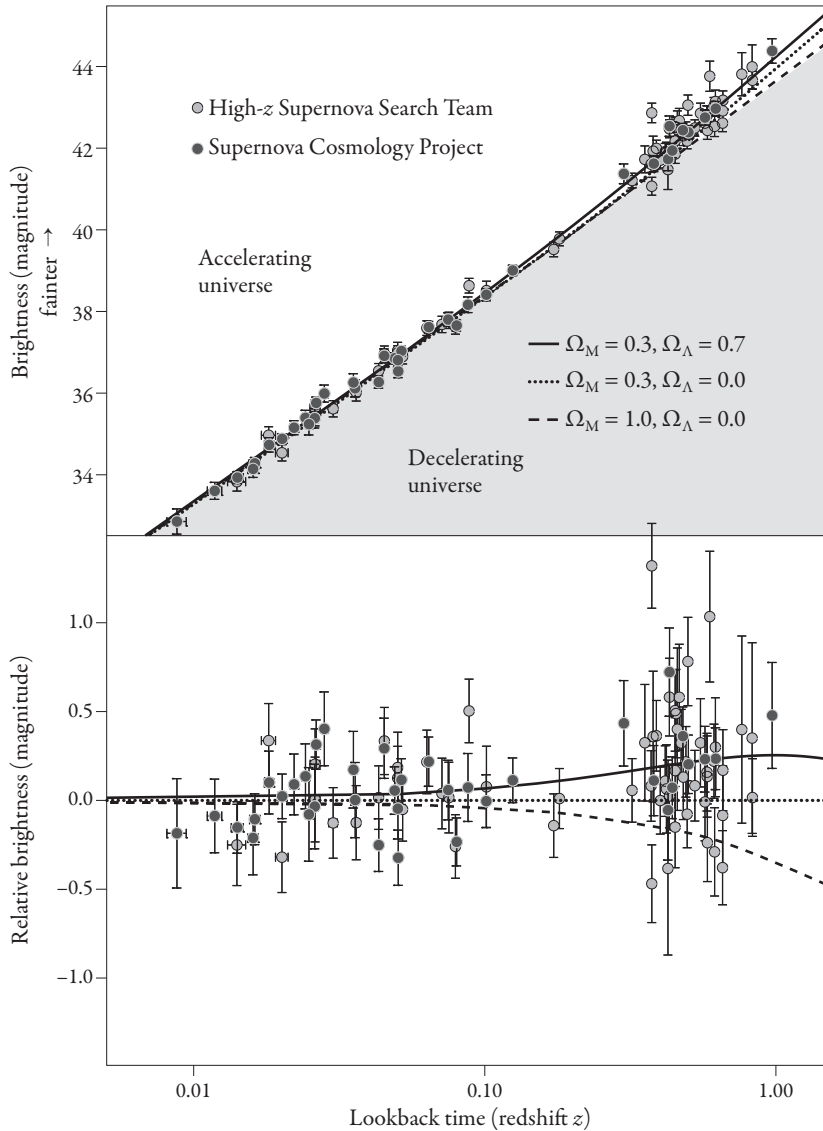 44
42
40
38
36
34
Brightness (magnitude)
fainter →
High-z Supernova Search Team
Supernova Cosmology Project
Accelerating
universe
Ω_M = 0.3, Ω_Λ = 0.7
Ω_M = 0.3, Ω_Λ = 0.0
Ω_M = 1.0, Ω_Λ = 0.0
Decelerating
universe
1.0
0.5
0.0
–0.5
–1.0
Relative brightness (magnitude)
0.01
0.10
1.00
Lookback time (redshift z)